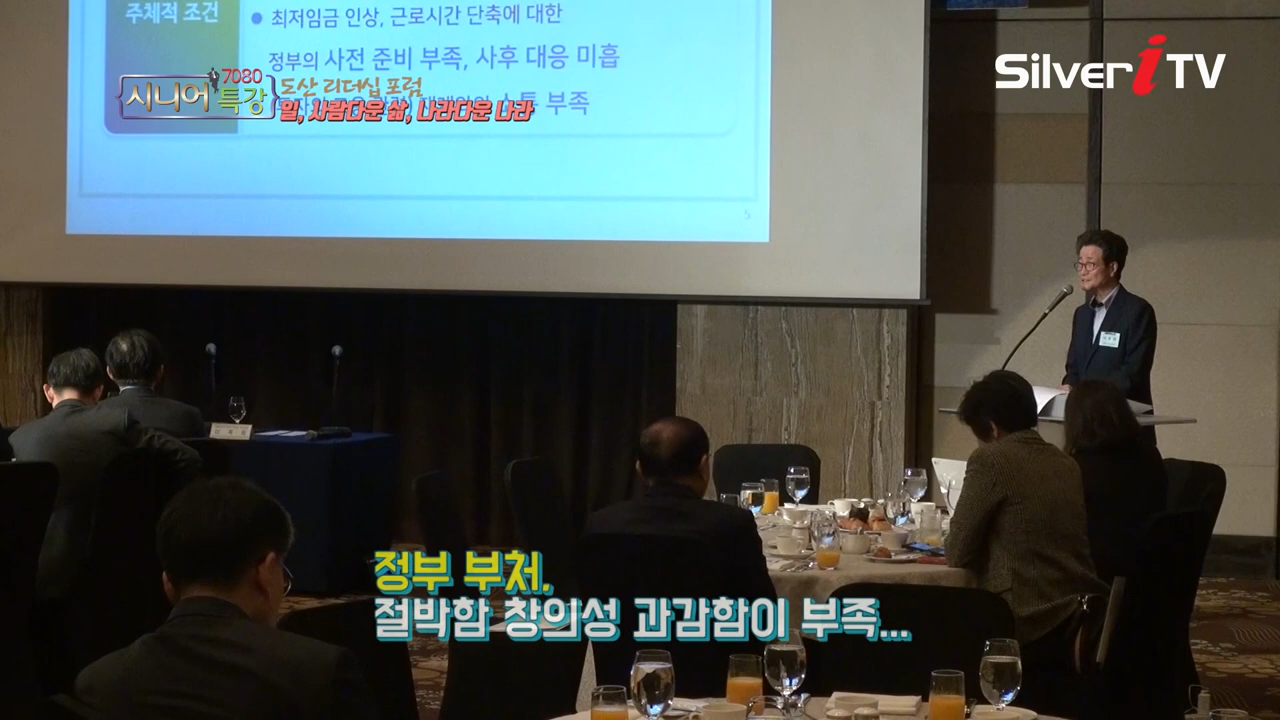 주체적 조건
• 최저임금 인상, 근로시간 단축에 대한
정부의 사전 준비 부족, 사후 대응 미흡
부족
5
시니어 7080 특강
도산 리더십 포럼
일, 사람다운 삶, 나라다운 나라
Silver i TV
정부 부처,
절박함 창의성 과감함이 부족...